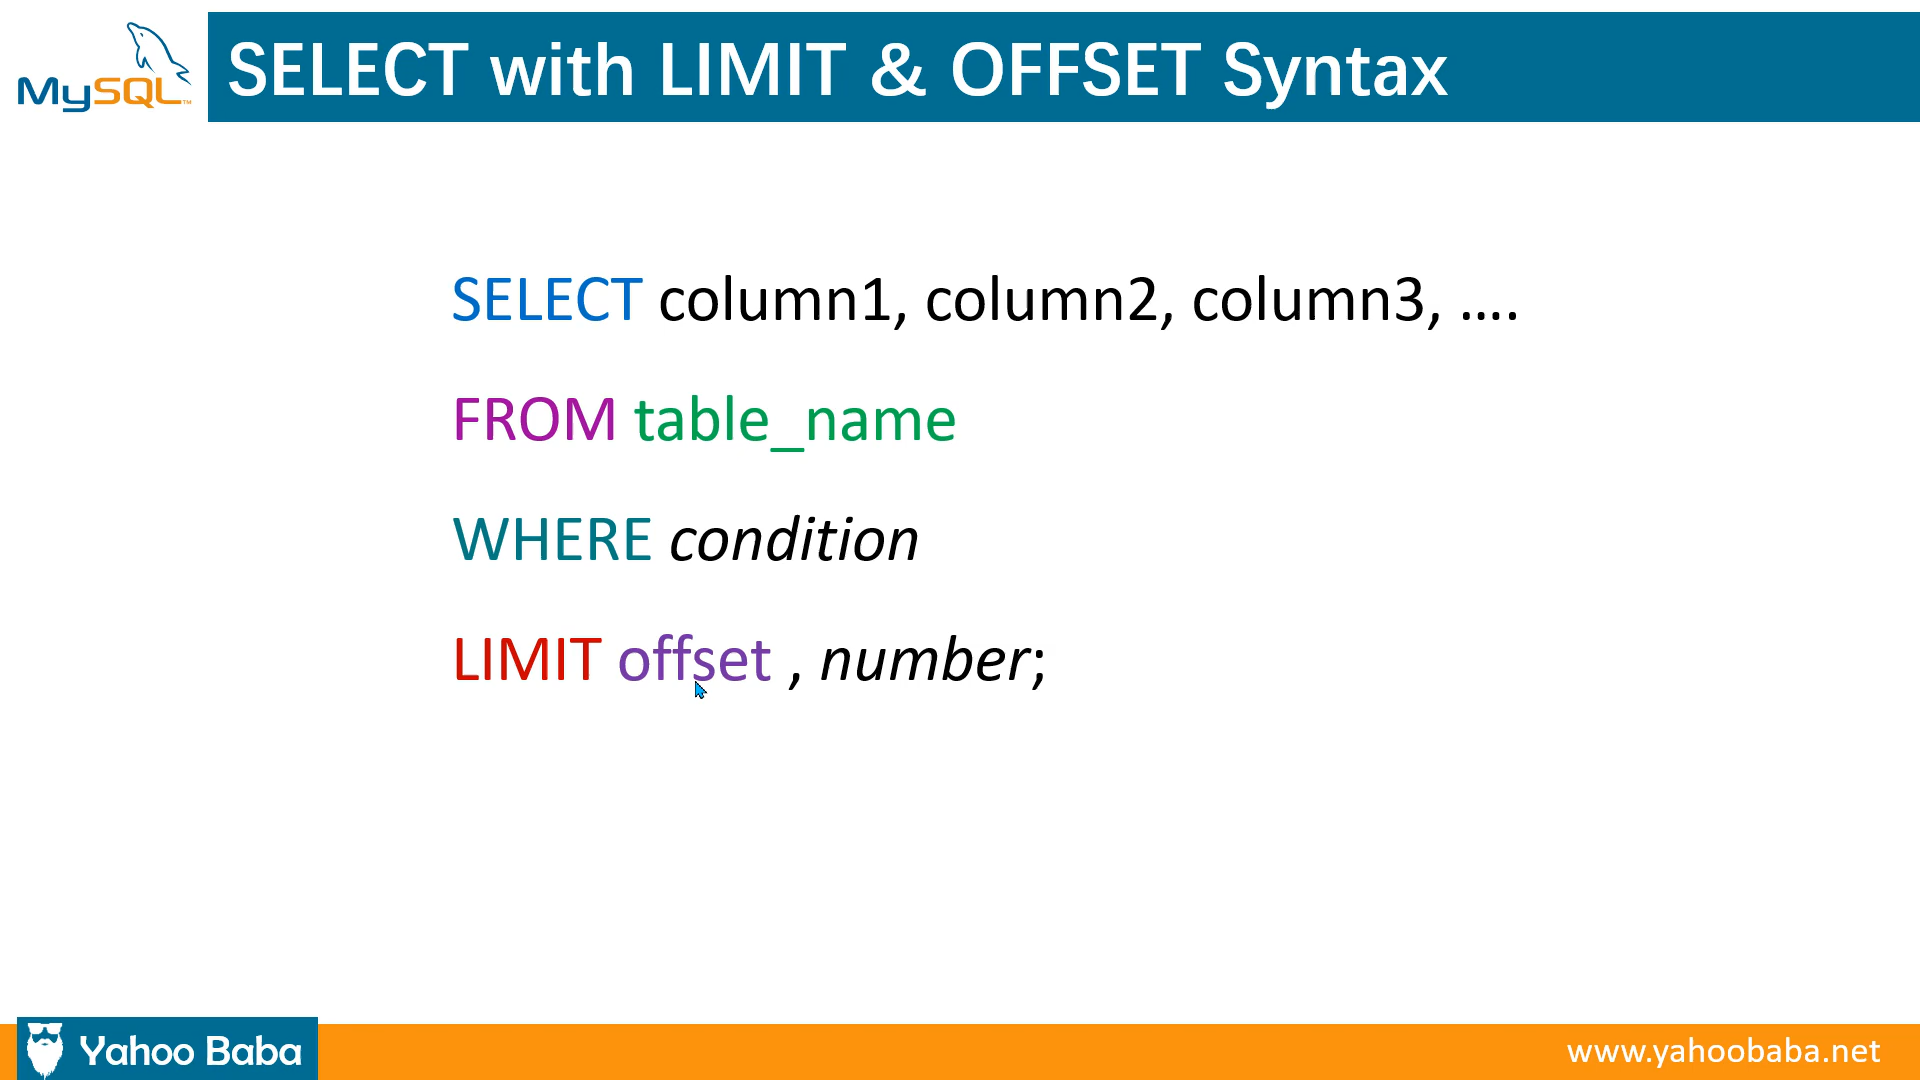 MySQL™
SELECT with LIMIT & OFFSET Syntax
SELECT column1, column2, column3, ....
FROM table_name
WHERE condition
LIMIT offset , number;
Yahoo Baba
www.yahoobaba.net